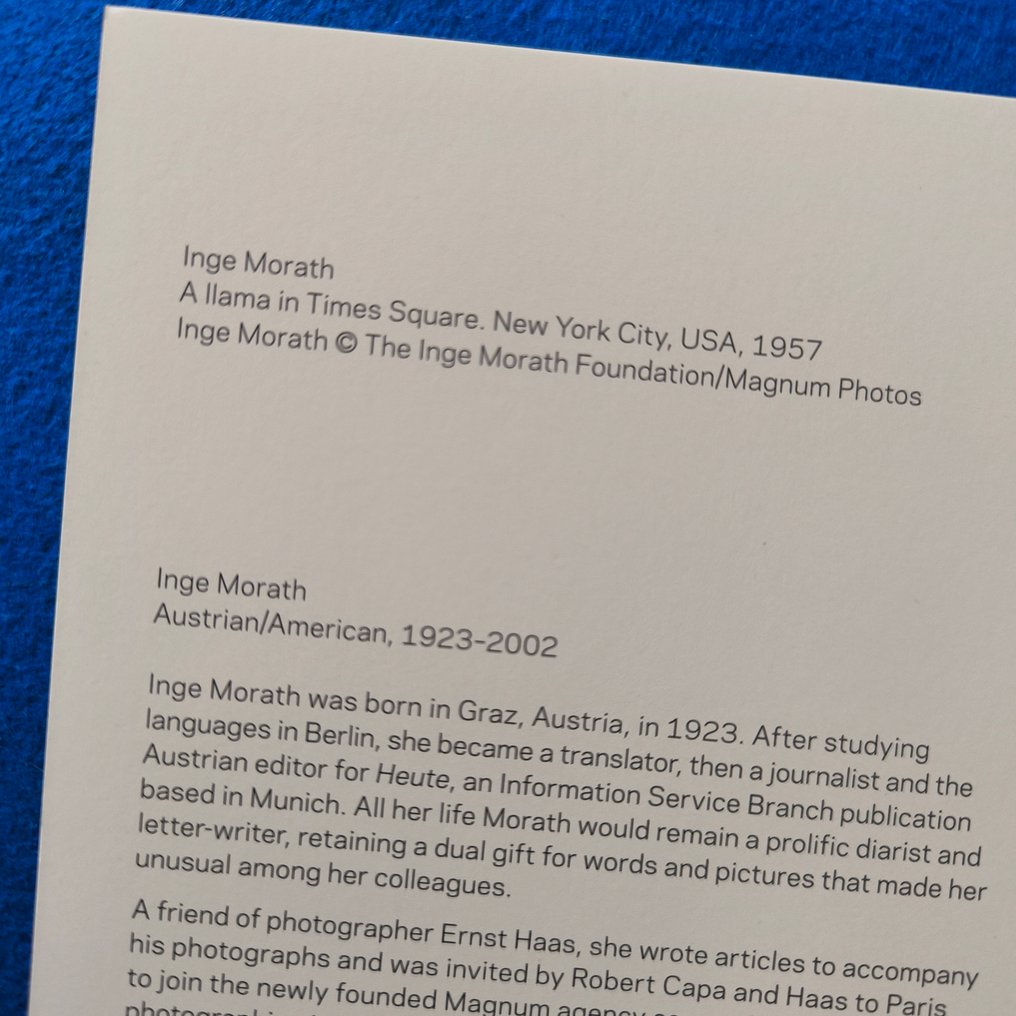 Inge Morath
A llama in Times Square. New York City, USA, 1957
Inge Morath © The Inge Morath Foundation/Magnum Photos
Inge Morath
Austrian/American, 1923-2002
Inge Morath was born in Graz, Austria, in 1923. After studying
languages in Berlin, she became a translator, then a journalist and the
Austrian editor for Heute, an Information Service Branch publication
based in Munich. All her life Morath would remain a prolific diarist and
letter-writer, retaining a dual gift for words and pictures that made her
unusual among her colleagues.
A friend of photographer Ernst Haas, she wrote articles to accompany
his photographs and was invited by Robert Capa and Haas to Paris
to join the newly founded Magnum agency